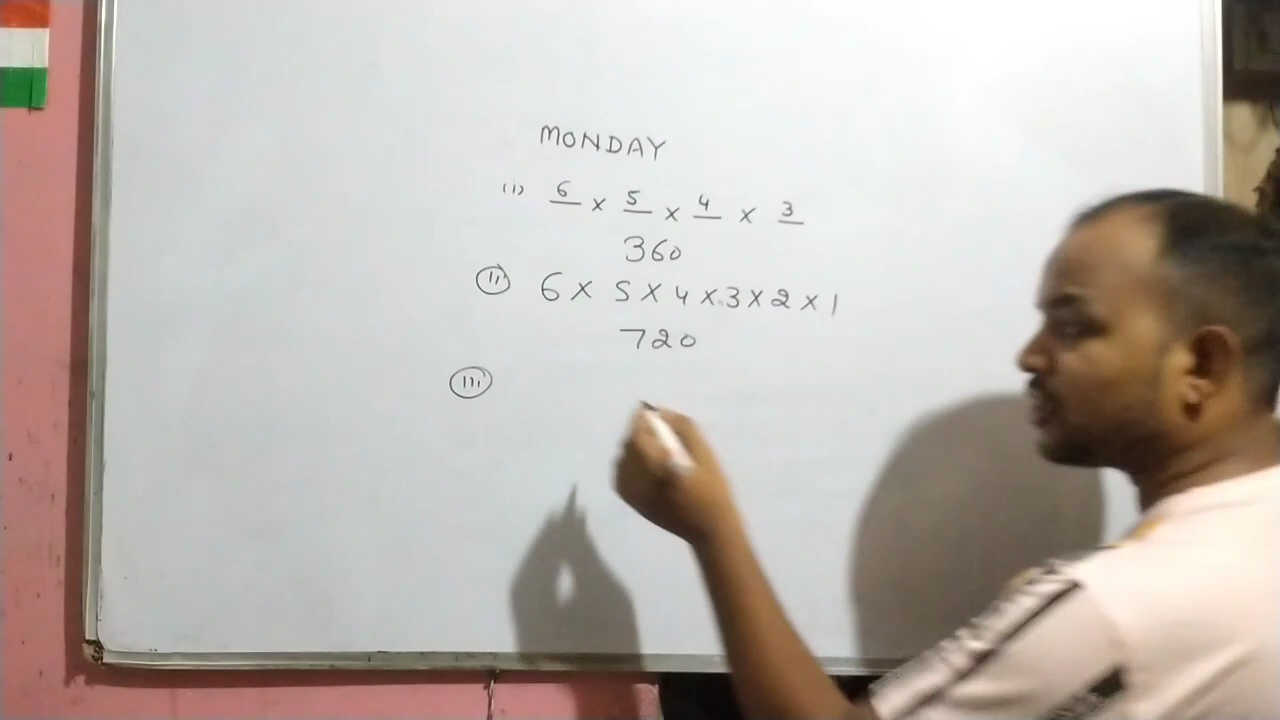 MONDAY
(i) 6 × 5 × 4 × 3
360
(ii) 6 × 5 × 4 × 3 × 2 × 1
720
(iii)